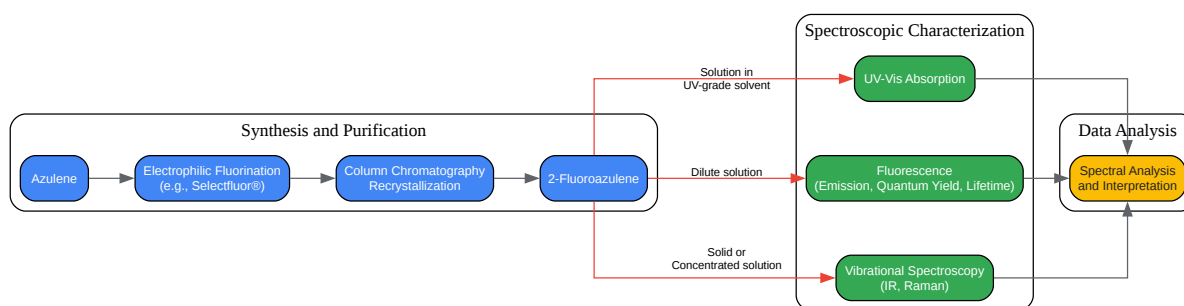 Spectroscopic Characterization
Solution in
UV-grade solvent
UV-Vis Absorption
Synthesis and Purification
Data Analysis
Azulene
Electrophilic Fluorination
(e.g., Selectfluor®)
Column Chromatography
Recrystallization
2-Fluoroazulene
Dilute solution
Fluorescence
(Emission, Quantum Yield, Lifetime)
Spectral Analysis
and Interpretation
Solid or
Concentrated solution
Vibrational Spectroscopy
(IR, Raman)